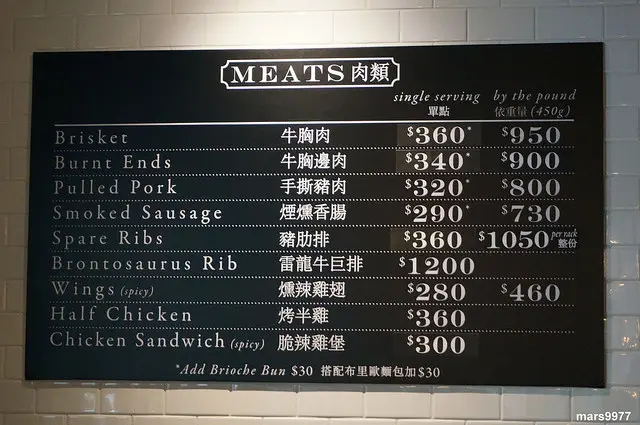 MEATS 肉類
single serving by the pound
單點 依重量 (450g)
Brisket 牛胸肉 $360* $950
Burnt Ends 牛胸邊肉 $340* $900
Pulled Pork 手撕豬肉 $320* $800
Smoked Sausage 煙燻香腸 $290* $730
Spare Ribs 豬肋排 $360 $1050 per rack 整份
Brontosaurus Rib 雷龍牛巨排 $1200
Wings (spicy) 燻辣雞翅 $280 $460
Half Chicken 烤半雞 $360
Chicken Sandwich (spicy) 脆辣雞堡 $300
*Add Brioche Bun $30 搭配布里歐麵包加$30
mars9977